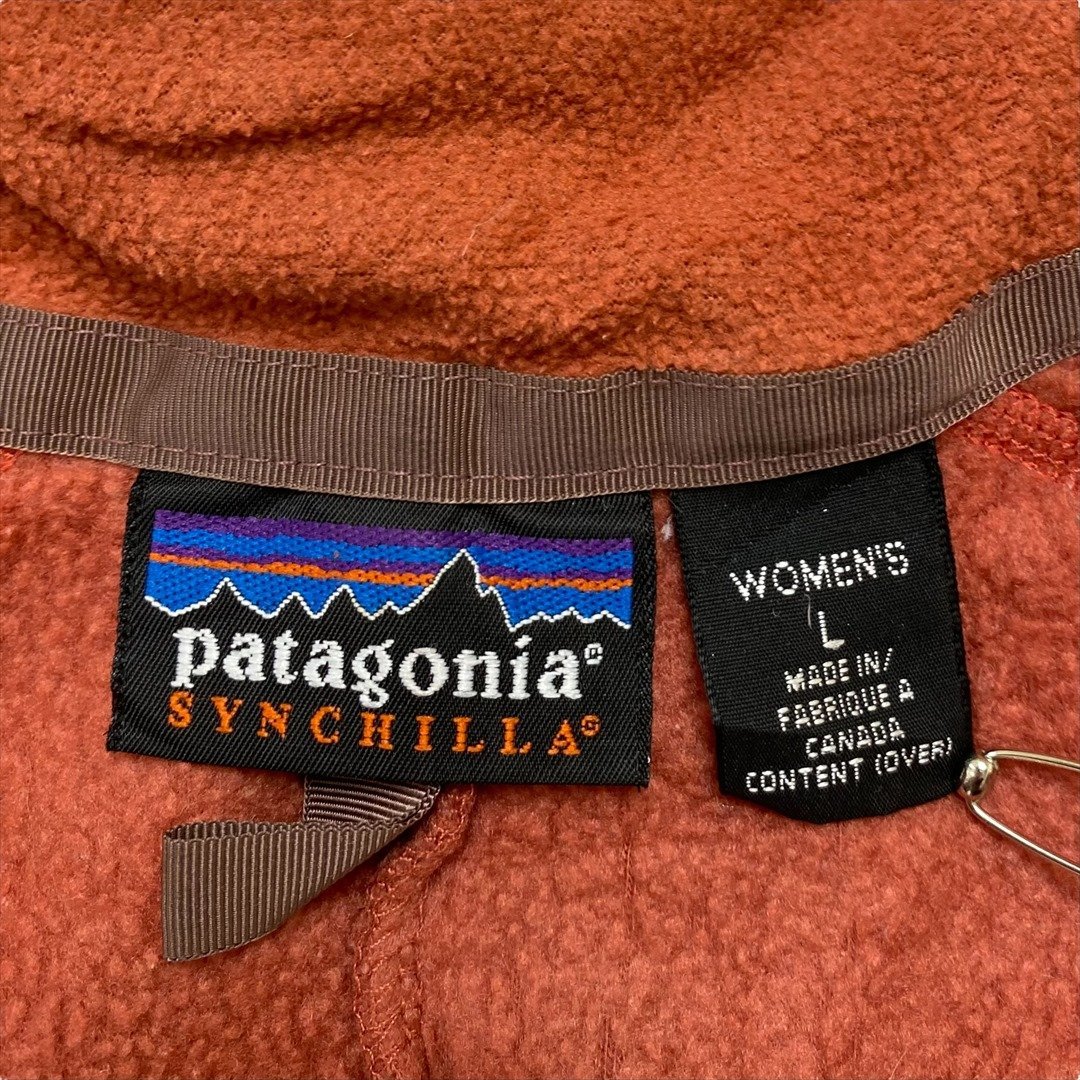 patagonia®
SYNCHILLA®
WOMEN'S
L
MADE IN/
FABRIQUE A
CANADA
CONTENT (OVER)